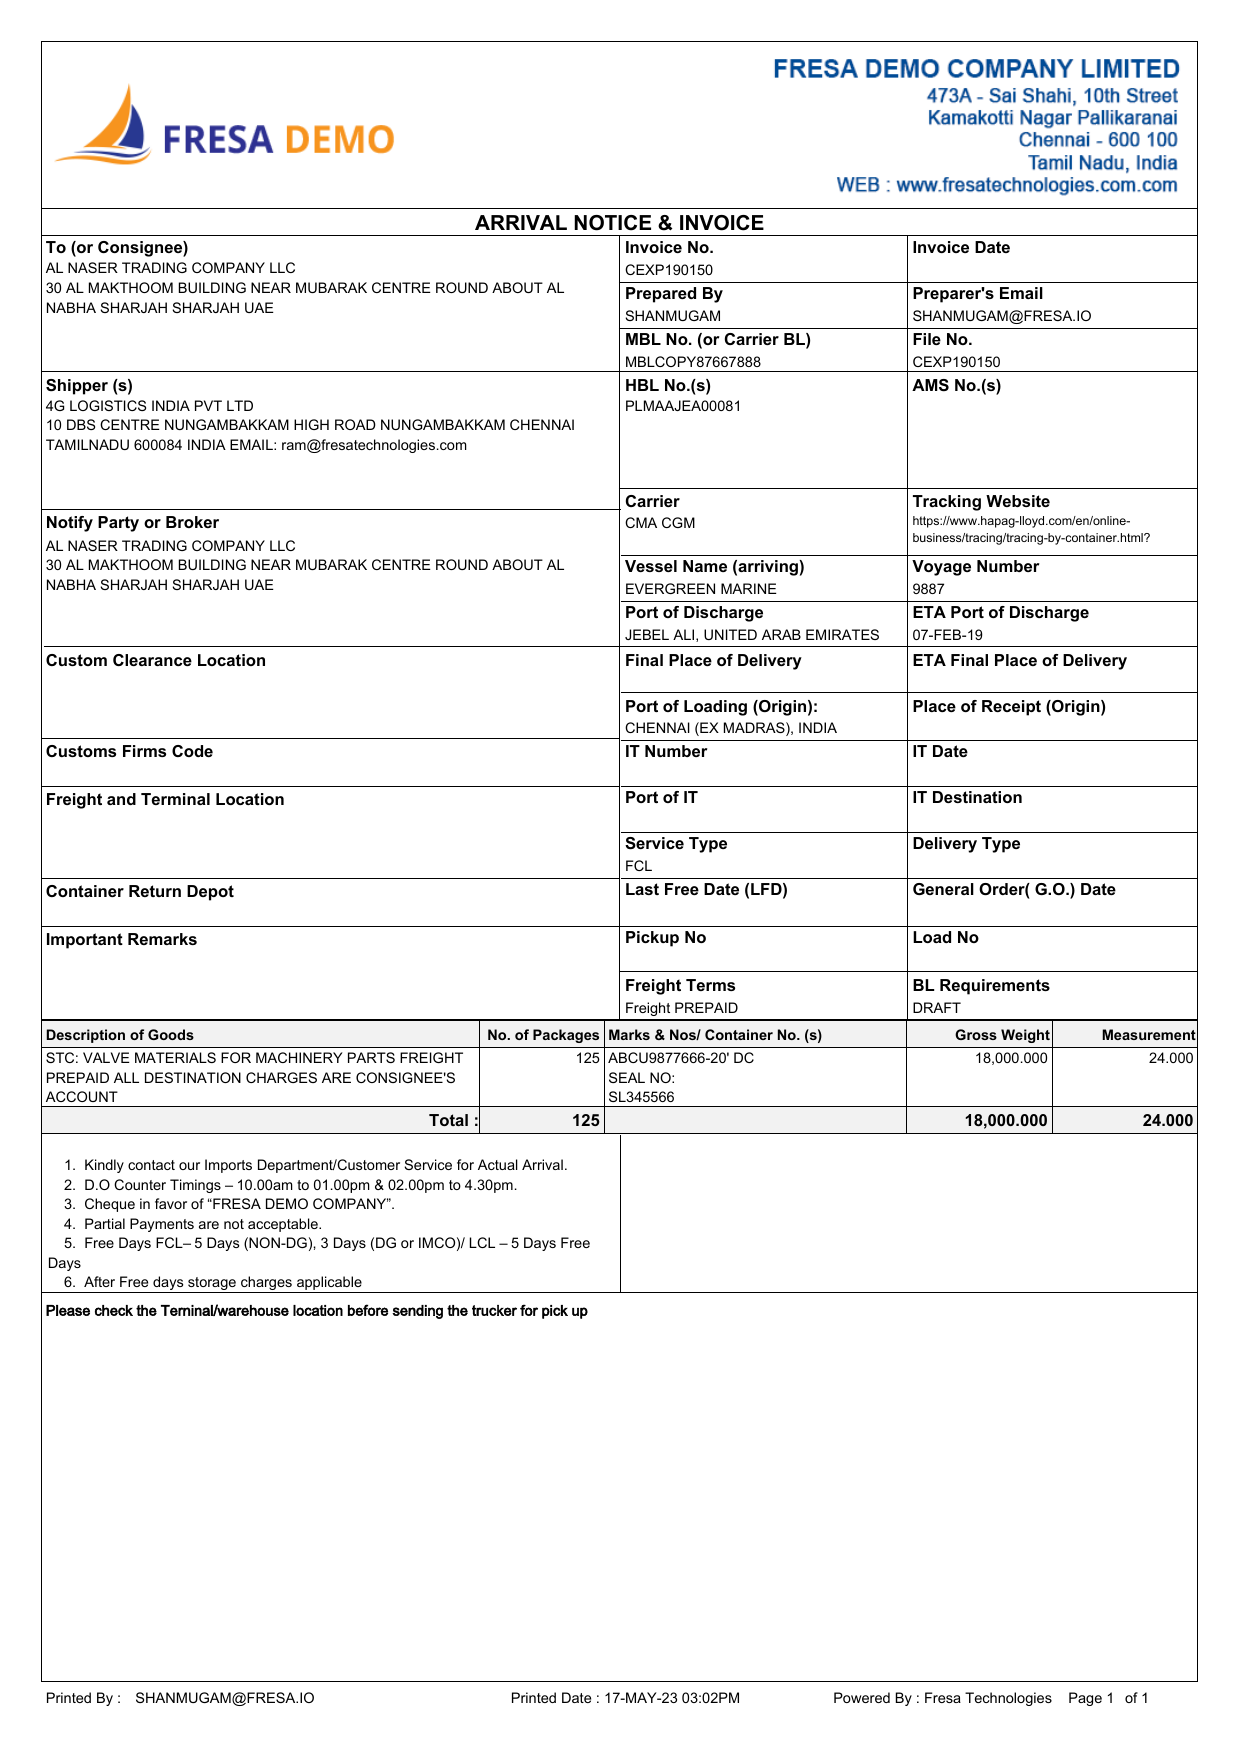 FRESA DEMO
FRESA DEMO COMPANY LIMITED
473A - Sai Shahi, 10th Street
Kamakotti Nagar Pallikaranai
Chennai - 600 100
Tamil Nadu, India
WEB : www.fresatechnologies.com.com
ARRIVAL NOTICE & INVOICE
To (or Consignee)
AL NASER TRADING COMPANY LLC
30 AL MAKTHOOM BUILDING NEAR MUBARAK CENTRE ROUND ABOUT AL
NABHA SHARJAH SHARJAH UAE
Invoice No.
CEXP190150
Invoice Date
Prepared By
SHANMUGAM
Preparer's Email
SHANMUGAM@FRESA.IO
MBL No. (or Carrier BL)
MBLCOPY87667888
File No.
CEXP190150
Shipper (s)
4G LOGISTICS INDIA PVT LTD
10 DBS CENTRE NUNGAMBAKKAM HIGH ROAD NUNGAMBAKKAM CHENNAI
TAMILNADU 600084 INDIA EMAIL: ram@fresatechnologies.com
HBL No.(s)
PLMAAJEA00081
AMS No.(s)
Carrier
CMA CGM
Tracking Website
https://www.hapag-lloyd.com/en/online-
business/tracing/tracing-by-container.html?
Notify Party or Broker
AL NASER TRADING COMPANY LLC
30 AL MAKTHOOM BUILDING NEAR MUBARAK CENTRE ROUND ABOUT AL
NABHA SHARJAH SHARJAH UAE
Vessel Name (arriving)
EVERGREEN MARINE
Voyage Number
9887
Port of Discharge
JEBEL ALI, UNITED ARAB EMIRATES
ETA Port of Discharge
07-FEB-19
Custom Clearance Location
Final Place of Delivery
ETA Final Place of Delivery
Port of Loading (Origin):
CHENNAI (EX MADRAS), INDIA
Place of Receipt (Origin)
Customs Firms Code
IT Number
IT Date
Freight and Terminal Location
Port of IT
IT Destination
Service Type
FCL
Delivery Type
Container Return Depot
Last Free Date (LFD)
General Order( G.O.) Date
Important Remarks
Pickup No
Load No
Freight Terms
Freight PREPAID
BL Requirements
DRAFT
Description of Goods No. of Packages Marks & Nos/ Container No. (s) Gross Weight Measurement
STC: VALVE MATERIALS FOR MACHINERY PARTS FREIGHT 125 ABCU9877666-20' DC 18,000.000 24.000
PREPAID ALL DESTINATION CHARGES ARE CONSIGNEE'S SEAL NO:
ACCOUNT SL345566
Total : 125 18,000.000 24.000
1. Kindly contact our Imports Department/Customer Service for Actual Arrival.
2. D.O Counter Timings – 10.00am to 01.00pm & 02.00pm to 4.30pm.
3. Cheque in favor of “FRESA DEMO COMPANY”.
4. Partial Payments are not acceptable.
5. Free Days FCL– 5 Days (NON-DG), 3 Days (DG or IMCO)/ LCL – 5 Days Free
Days
6. After Free days storage charges applicable
Please check the Terninal/warehouse location before sending the trucker for pick up
Printed By : SHANMUGAM@FRESA.IO Printed Date : 17-MAY-23 03:02PM Powered By : Fresa Technologies Page 1 of 1